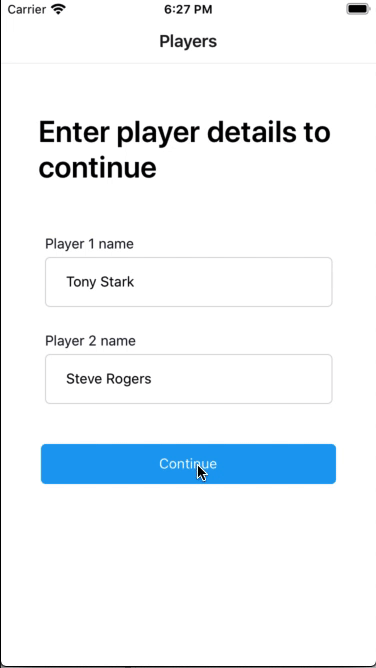 Carrier 6:27 PM
Players
Enter player details to
continue
Player 1 name
Tony Stark
Player 2 name
Steve Rogers
Continue